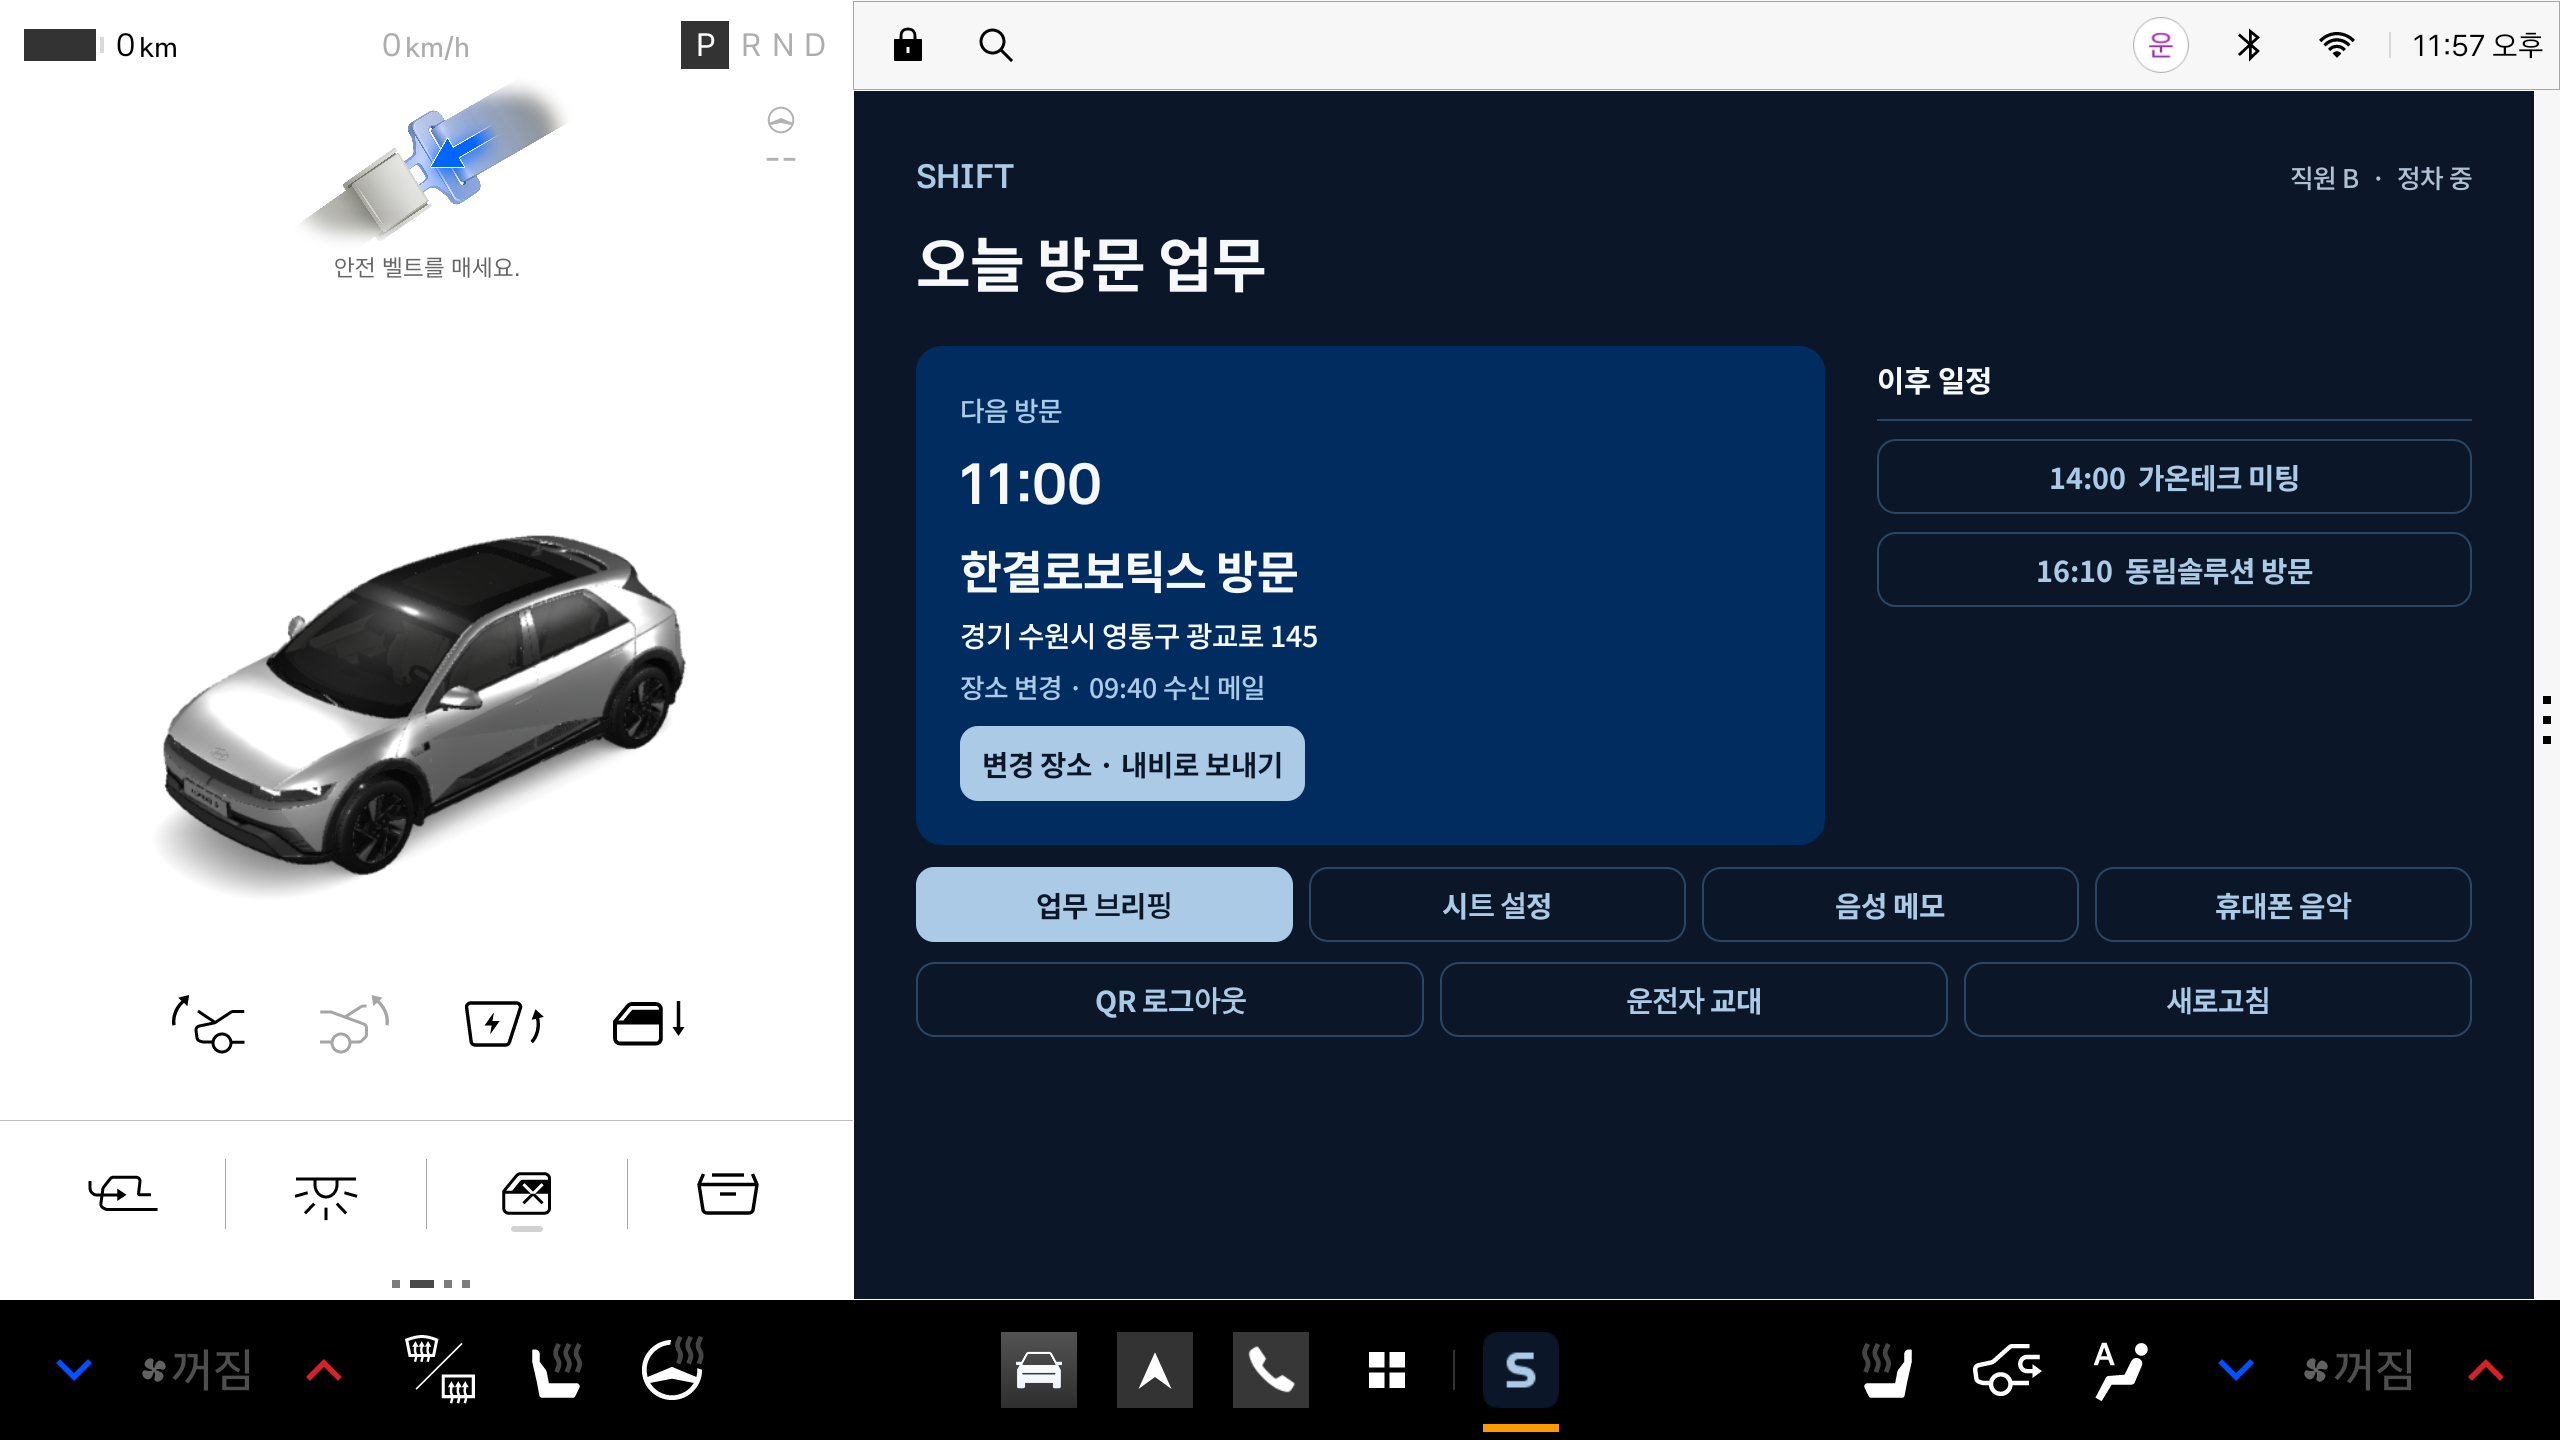 0 km
0 km/h
P R N D
운
11:57 오후
안전 벨트를 매세요.
--
SHIFT
직원 B · 정차 중
오늘 방문 업무
다음 방문
11:00
한결로보틱스 방문
경기 수원시 영통구 광교로 145
장소 변경 · 09:40 수신 메일
변경 장소 · 내비로 보내기
이후 일정
14:00 가온테크 미팅
16:10 동림솔루션 방문
업무 브리핑
시트 설정
음성 메모
휴대폰 음악
QR 로그아웃
운전자 교대
새로고침
꺼짐
S
A
꺼짐